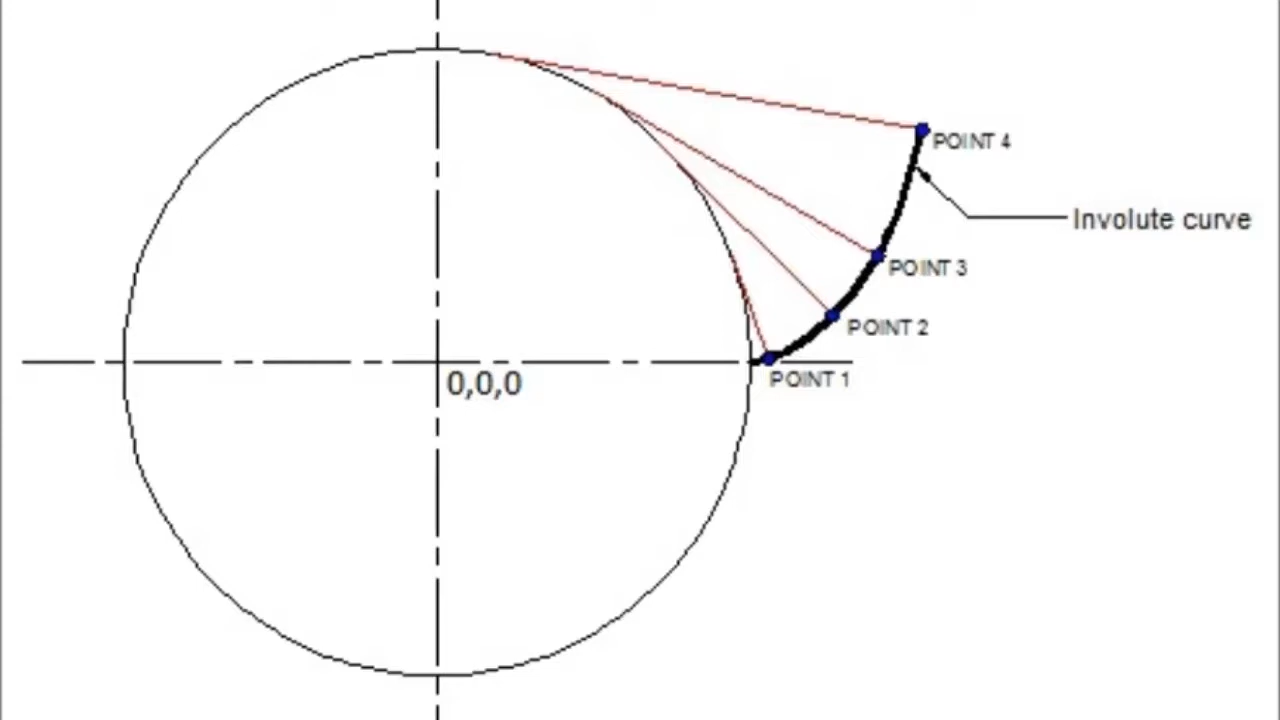 POINT 4
Involute curve
POINT 3
POINT 2
POINT 1
0,0,0